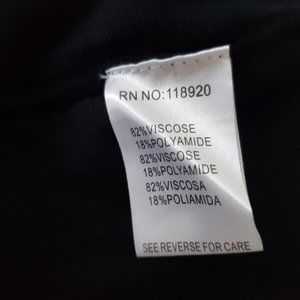 RN NO:118920
82%VISCOSE
18%POLYAMIDE
82%VISCOSE
18%POLYAMIDE
82%VISCOSA
18%POLIAMIDA
SEE REVERSE FOR CARE